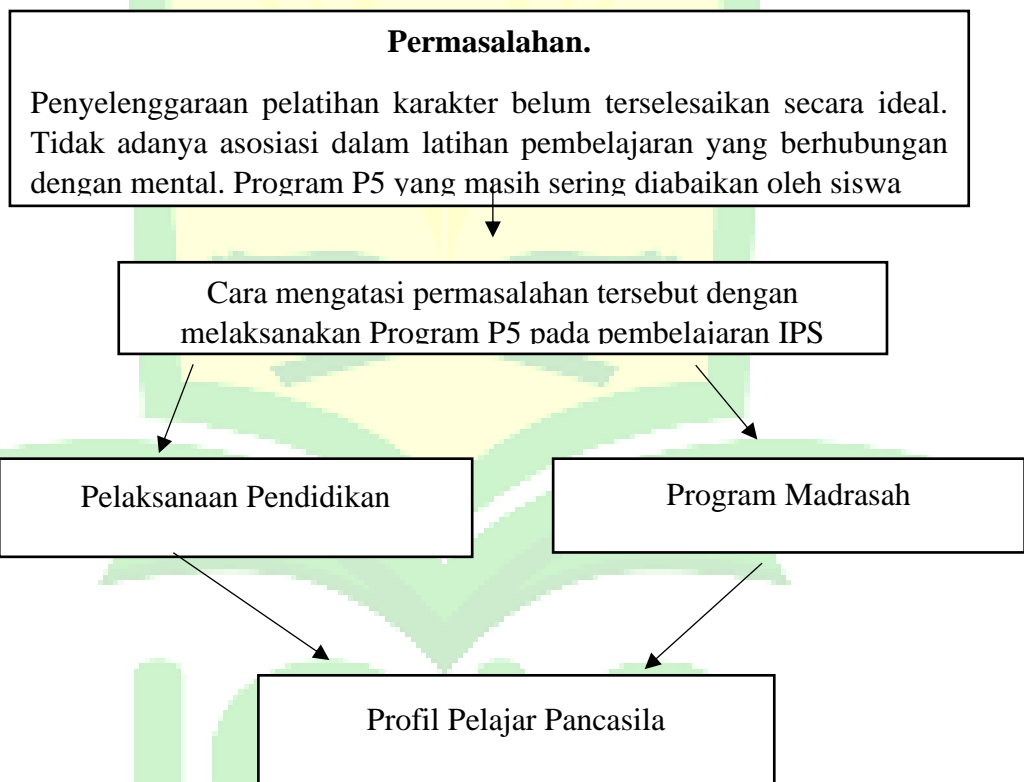 Permasalahan.
Penyelenggaraan pelatihan karakter belum terselesaikan secara ideal.
Tidak adanya asosiasi dalam latihan pembelajaran yang berhubungan
dengan mental. Program P5 yang masih sering diabaikan oleh siswa
Cara mengatasi permasalahan tersebut dengan
melaksanakan Program P5 pada pembelajaran IPS
Pelaksanaan Pendidikan
Program Madrasah
Profil Pelajar Pancasila